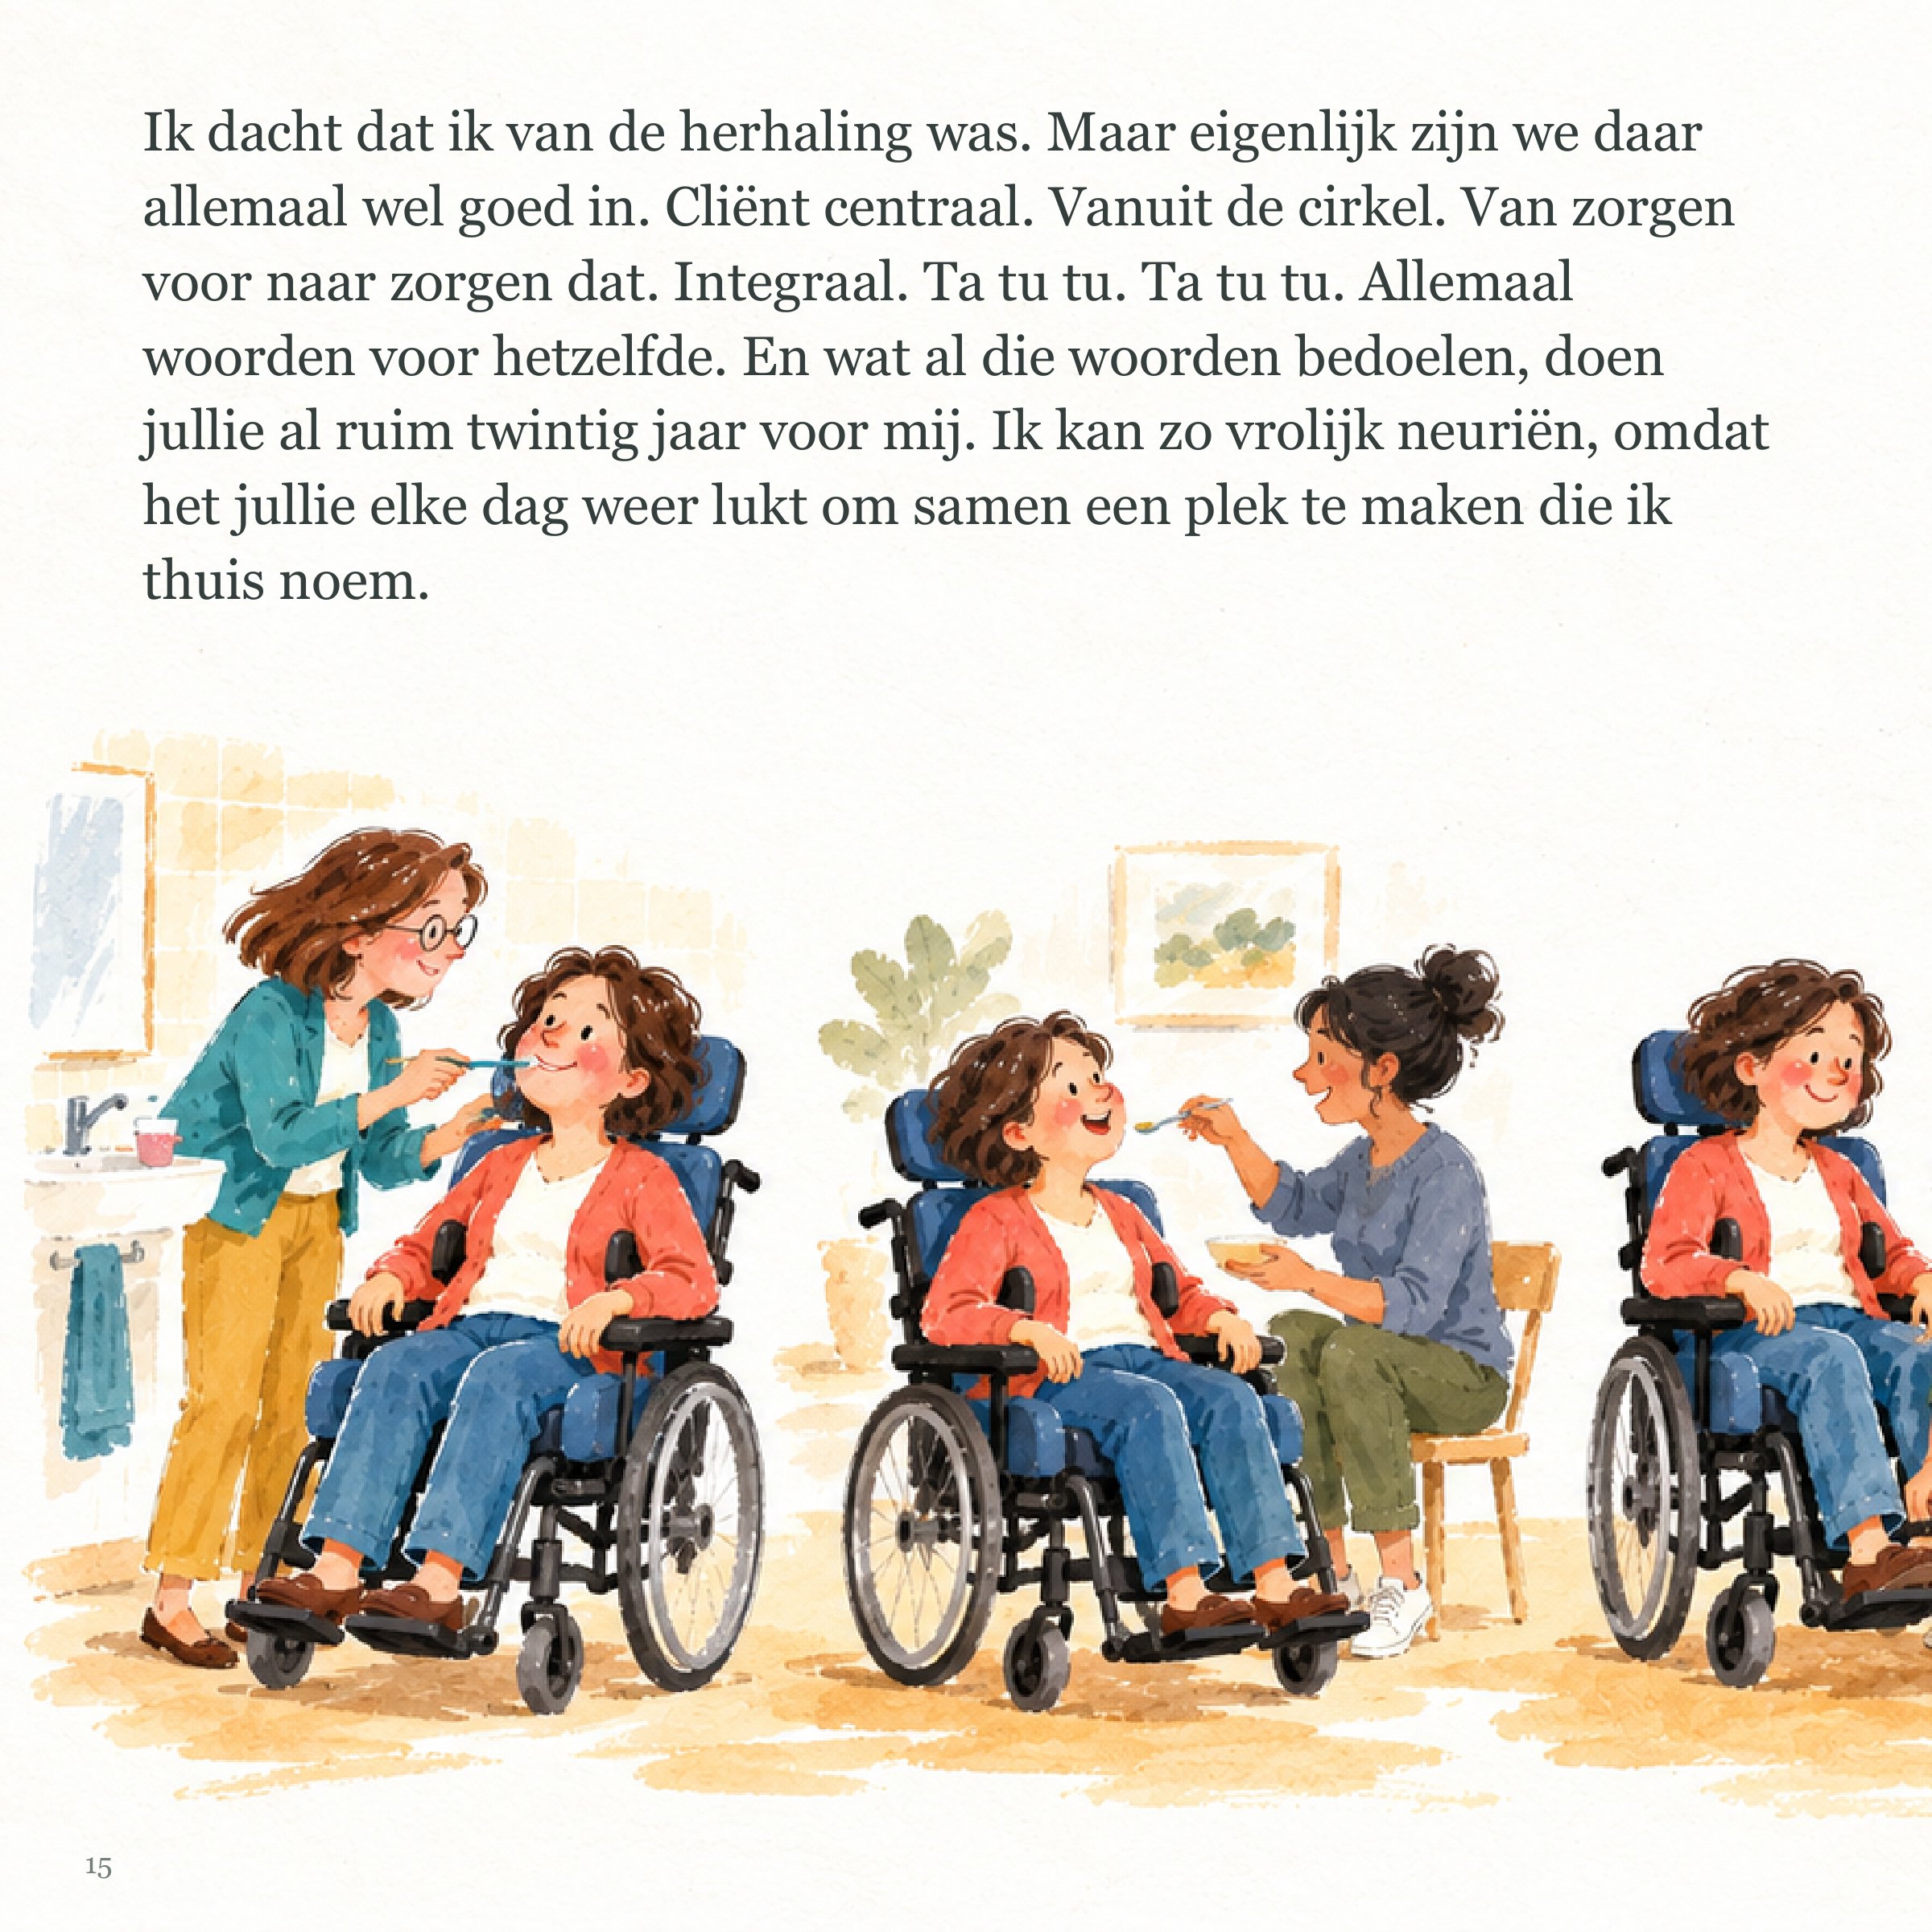 Ik dacht dat ik van de herhaling was. Maar eigenlijk zijn we daar
allemaal wel goed in. Cliënt centraal. Vanuit de cirkel. Van zorgen
voor naar zorgen dat. Integraal. Ta tu tu. Ta tu tu. Allemaal
woorden voor hetzelfde. En wat al die woorden bedoelen, doen
jullie al ruim twintig jaar voor mij. Ik kan zo vrolijk neuriën, omdat
het jullie elke dag weer lukt om samen een plek te maken die ik
thuis noem.
15